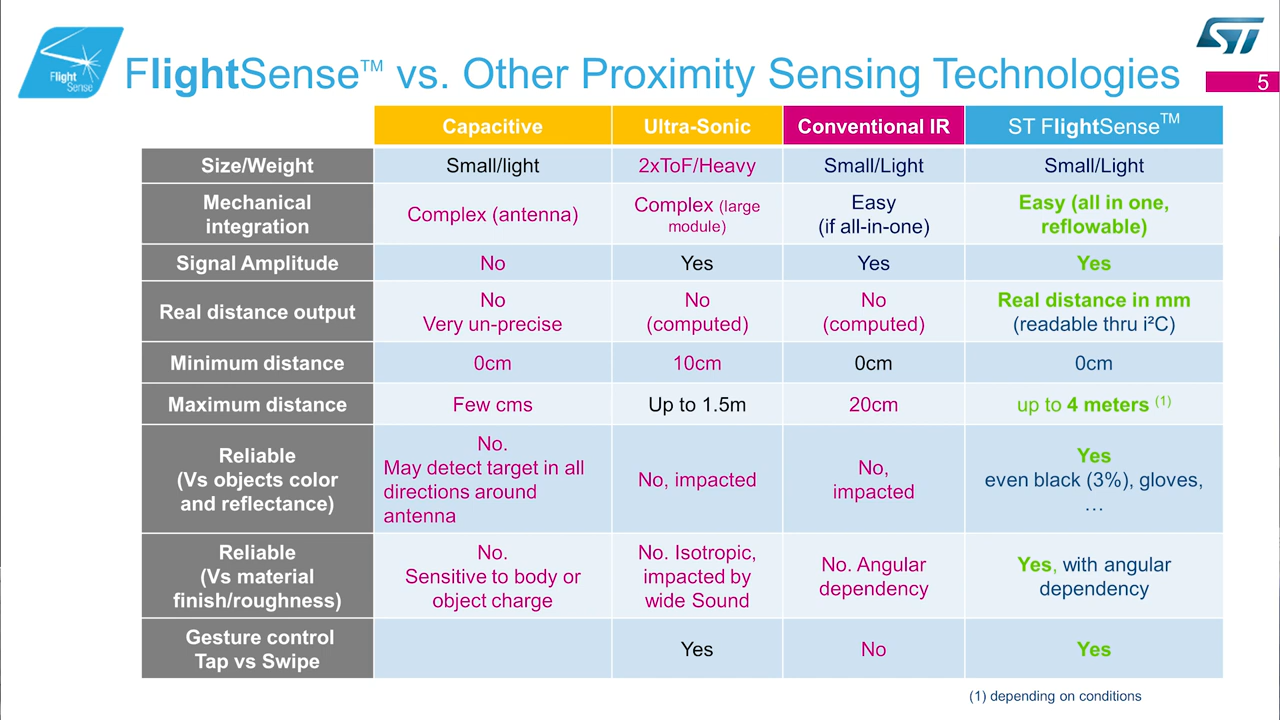 Flight
Sense
ST
FlightSense™ vs. Other Proximity Sensing Technologies
5
Capacitive
Ultra-Sonic
Conventional IR
ST FlightSense™
Size/Weight
Small/light
2xToF/Heavy
Small/Light
Small/Light
Mechanical
integration
Complex (antenna)
Complex (large
module)
Easy
(if all-in-one)
Easy (all in one,
reflowable)
Signal Amplitude
No
Yes
Yes
Yes
Real distance output
No
Very un-precise
No
(computed)
No
(computed)
Real distance in mm
(readable thru i²C)
Minimum distance
0cm
10cm
0cm
0cm
Maximum distance
Few cms
Up to 1.5m
20cm
up to 4 meters (1)
Reliable
(Vs objects color
and reflectance)
No.
May detect target in all
directions around
antenna
No, impacted
No,
impacted
Yes
even black (3%), gloves,
…
Reliable
(Vs material
finish/roughness)
No.
Sensitive to body or
object charge
No. Isotropic,
impacted by
wide Sound
No. Angular
dependency
Yes, with angular
dependency
Gesture control
Tap vs Swipe
Yes
No
Yes
(1) depending on conditions